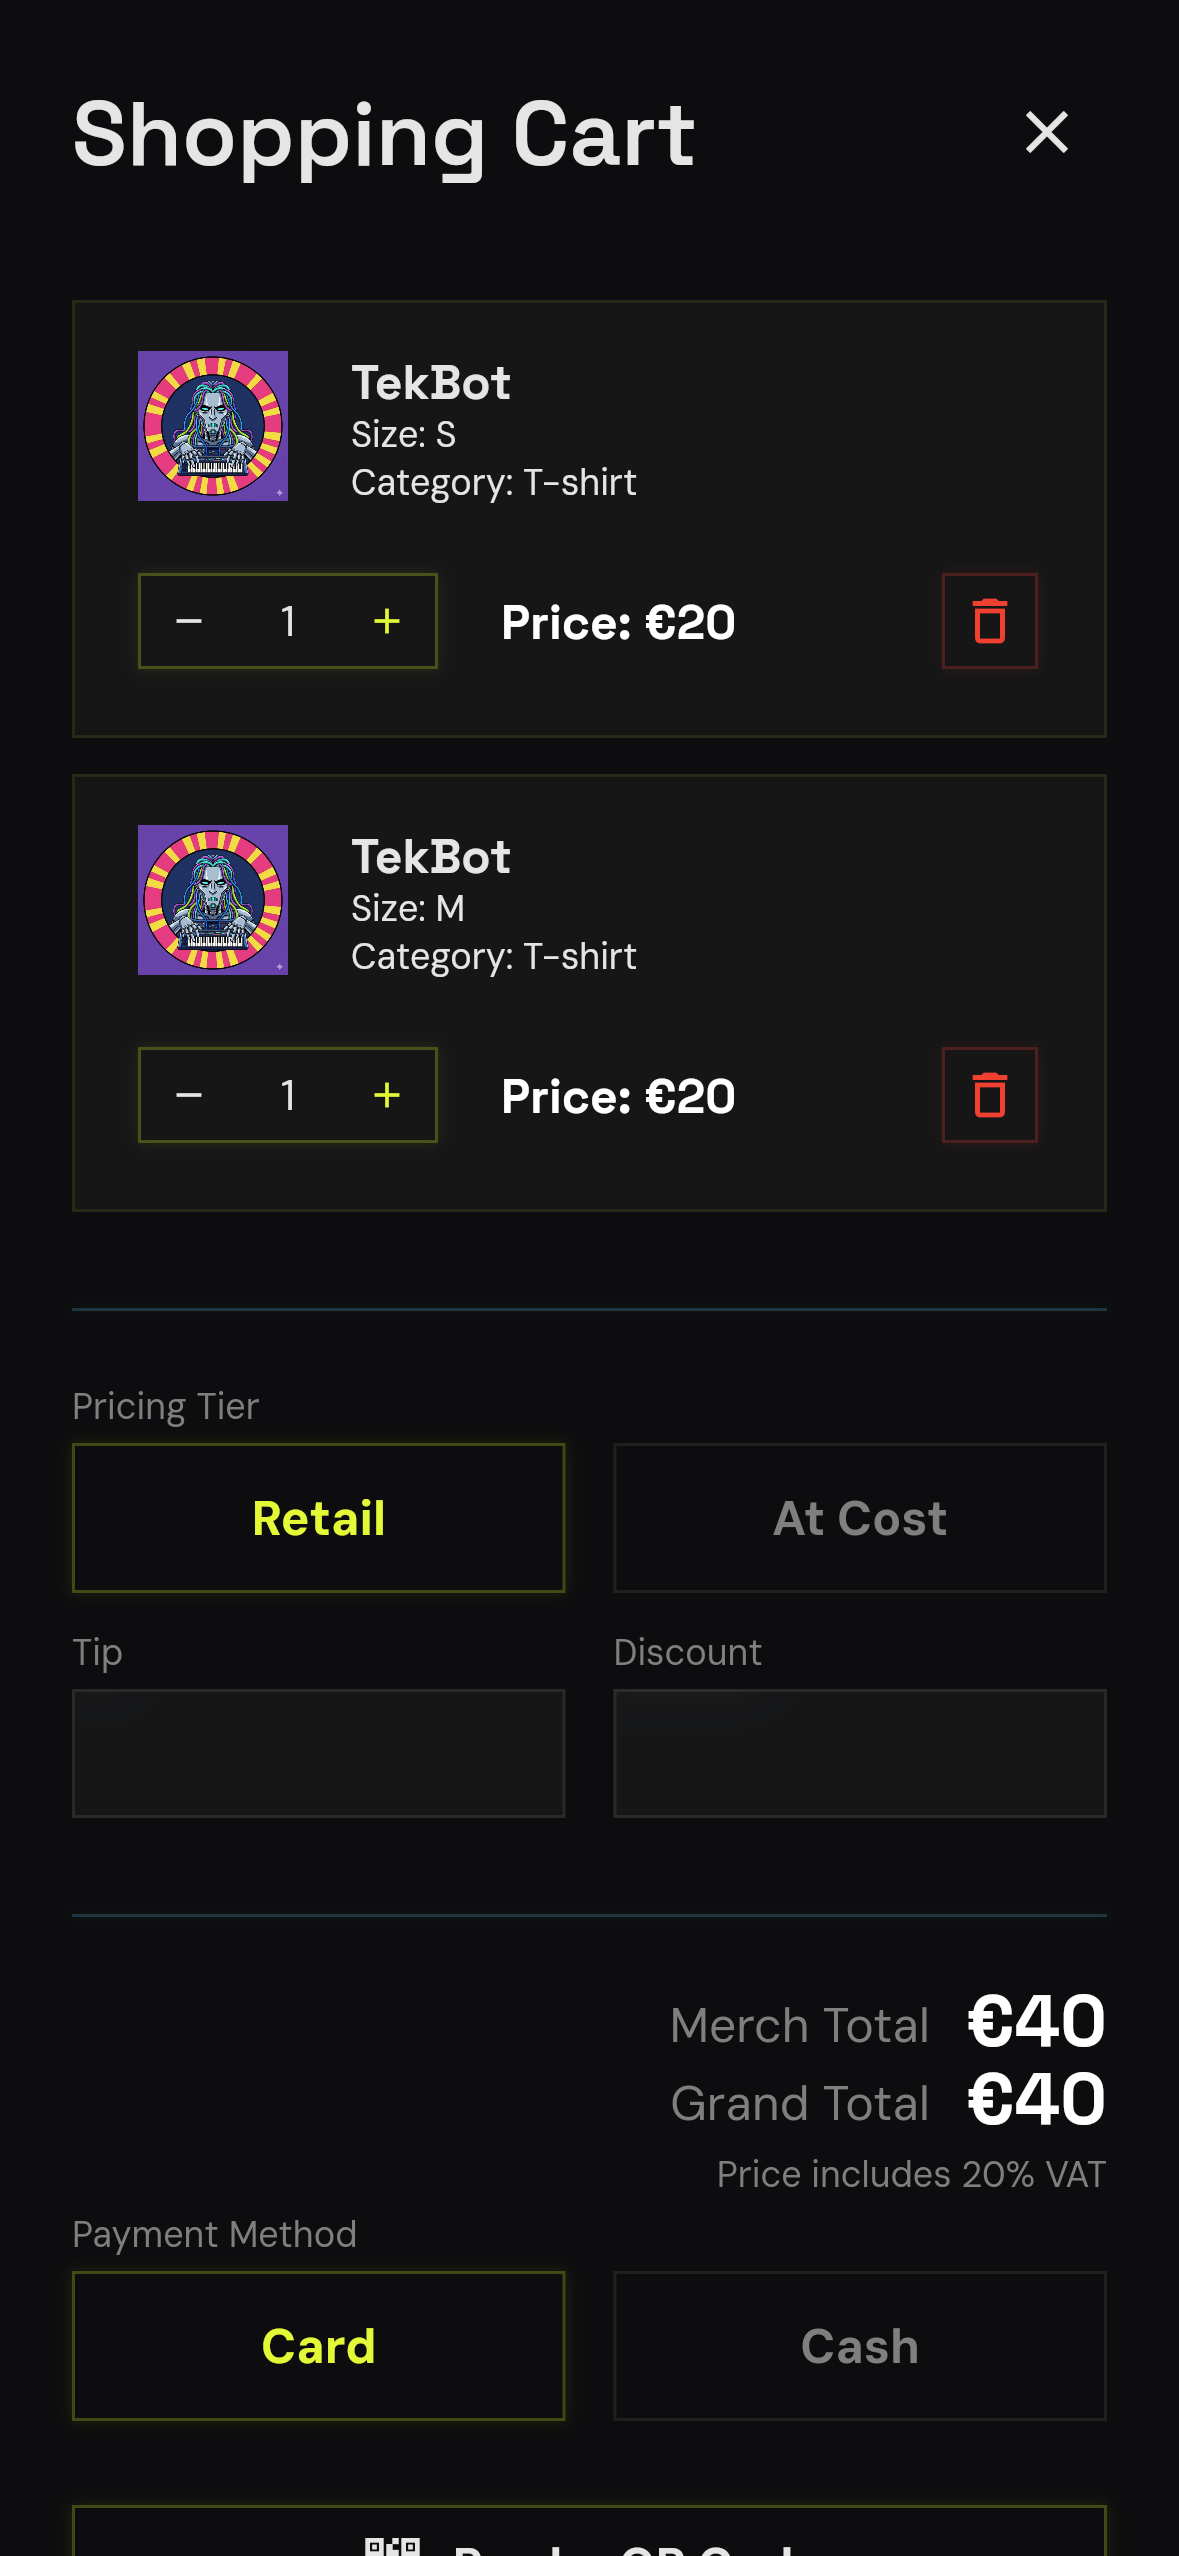 Shopping Cart
TekBot
Size: S
Category: T-shirt
1
Price: €20
TekBot
Size: M
Category: T-shirt
1
Price: €20
Pricing Tier
Retail
At Cost
Tip
Discount
Merch Total €40
Grand Total €40
Price includes 20% VAT
Payment Method
Card
Cash
QR